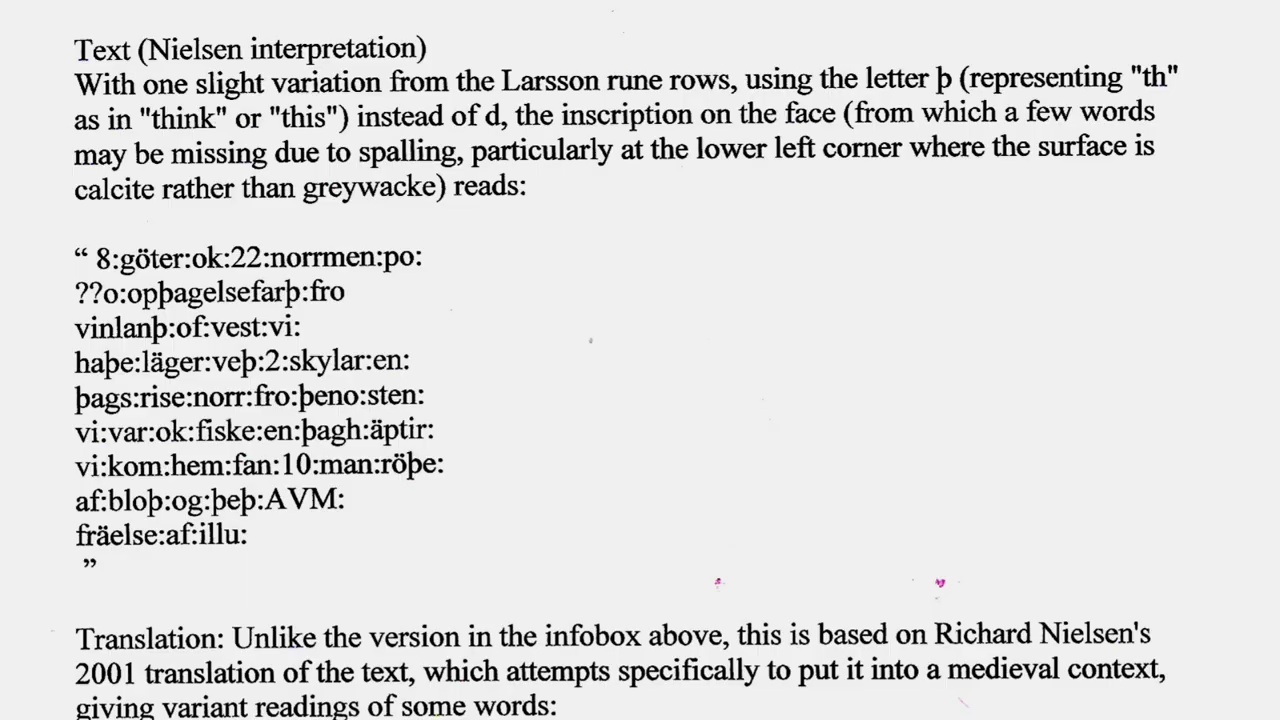 Text (Nielsen interpretation)
With one slight variation from the Larsson rune rows, using the letter þ (representing "th"
as in "think" or "this") instead of d, the inscription on the face (from which a few words
may be missing due to spalling, particularly at the lower left corner where the surface is
calcite rather than greywacke) reads:
“ 8:göter:ok:22:norrmen:po:
??o:opþagelsefarþ:fro
vinlanþ:of:vest:vi:
haþe:läger:veþ:2:skylar:en:
þags:rise:norr:fro:þeno:sten:
vi:var:ok:fiske:en:þagh:äptir:
vi:kom:hem:fan:10:man:röþe:
af:bloþ:og:þeþ:AVM:
fräelse:af:illu:
”
Translation: Unlike the version in the infobox above, this is based on Richard Nielsen's
2001 translation of the text, which attempts specifically to put it into a medieval context,
giving variant readings of some words: